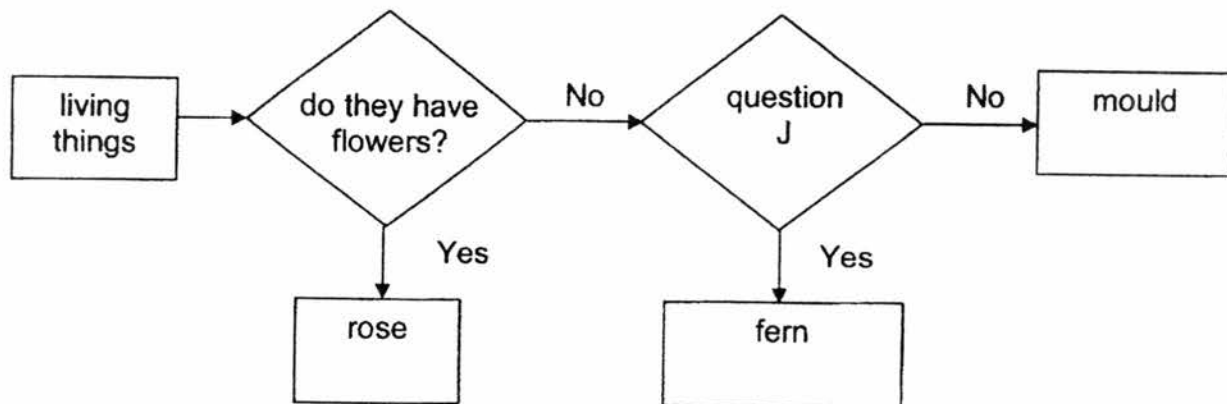 living
things
do they have
flowers?
No
question
J
No
mould
Yes
rose
Yes
fern